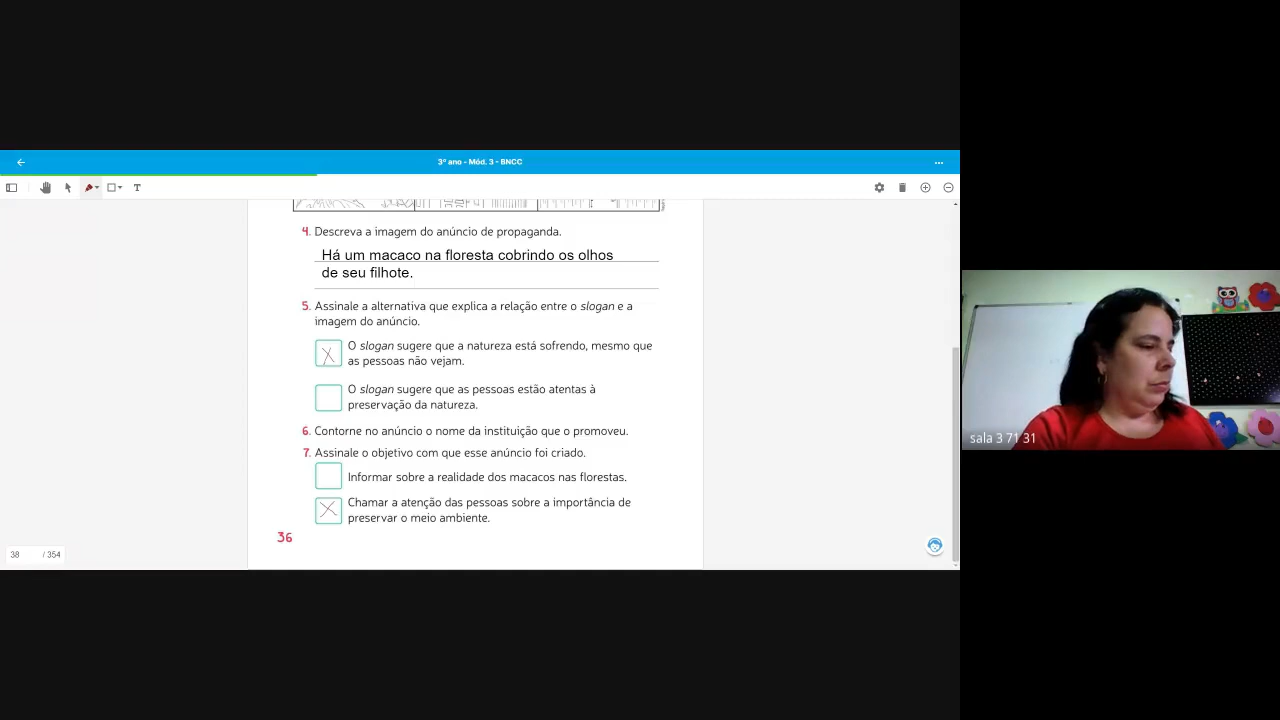 3º ano - Mód. 3 - BNCC
T
4. Descreva a imagem do anúncio de propaganda.
Há um macaco na floresta cobrindo os olhos
de seu filhote.
5. Assinale a alternativa que explica a relação entre o slogan e a
imagem do anúncio.
X O slogan sugere que a natureza está sofrendo, mesmo que
as pessoas não vejam.
O slogan sugere que as pessoas estão atentas à
preservação da natureza.
6. Contorne no anúncio o nome da instituição que o promoveu.
7. Assinale o objetivo com que esse anúncio foi criado.
Informar sobre a realidade dos macacos nas florestas.
X Chamar a atenção das pessoas sobre a importância de
preservar o meio ambiente.
36
38 / 354
sala 3 71 31